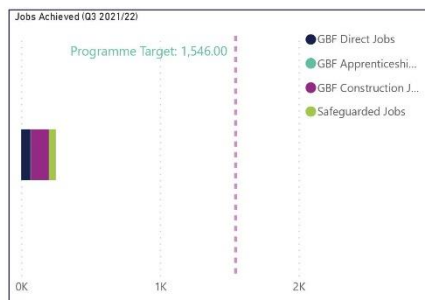 Jobs Achieved (Q3 2021/22)
Programme Target: 1,546.00
GBF Direct Jobs
GBF Apprenticeshi...
GBF Construction J...
Safeguarded Jobs
0K 1K 2K